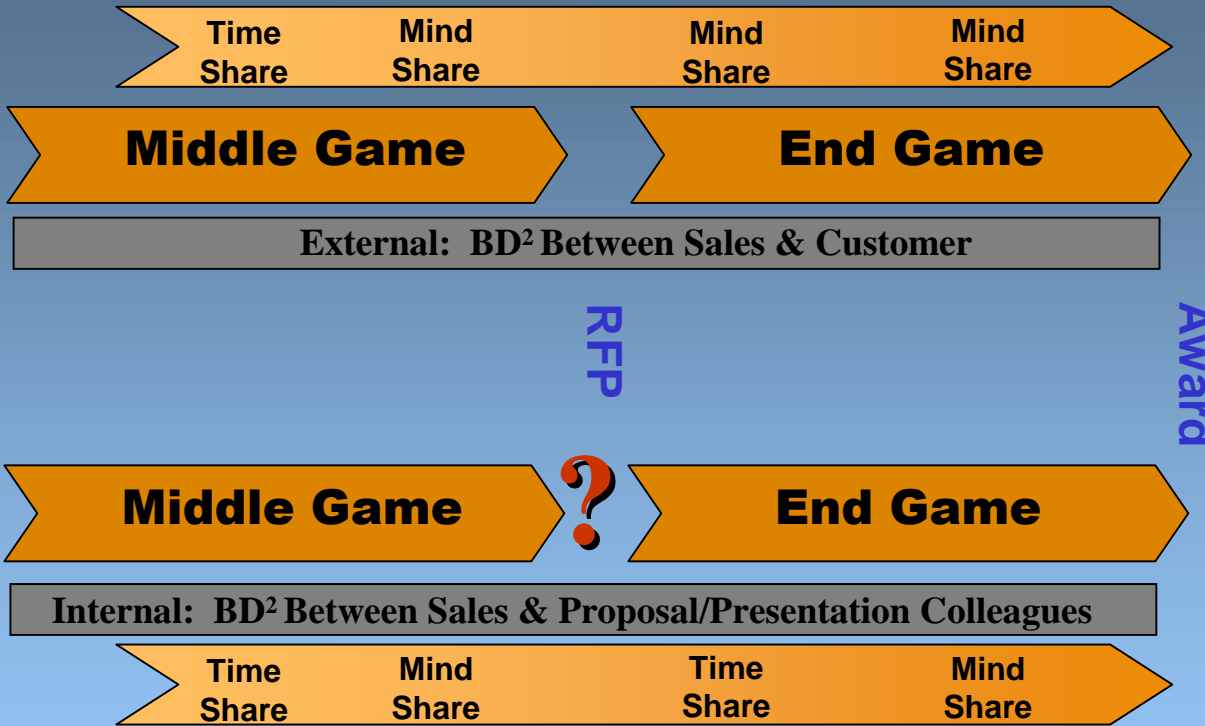 Time Mind Mind Mind
Share Share Share Share
Middle Game End Game
External: BD² Between Sales & Customer
RFP
Award
Middle Game ? End Game
Internal: BD² Between Sales & Proposal/Presentation Colleagues
Time Mind Time Mind
Share Share Share Share